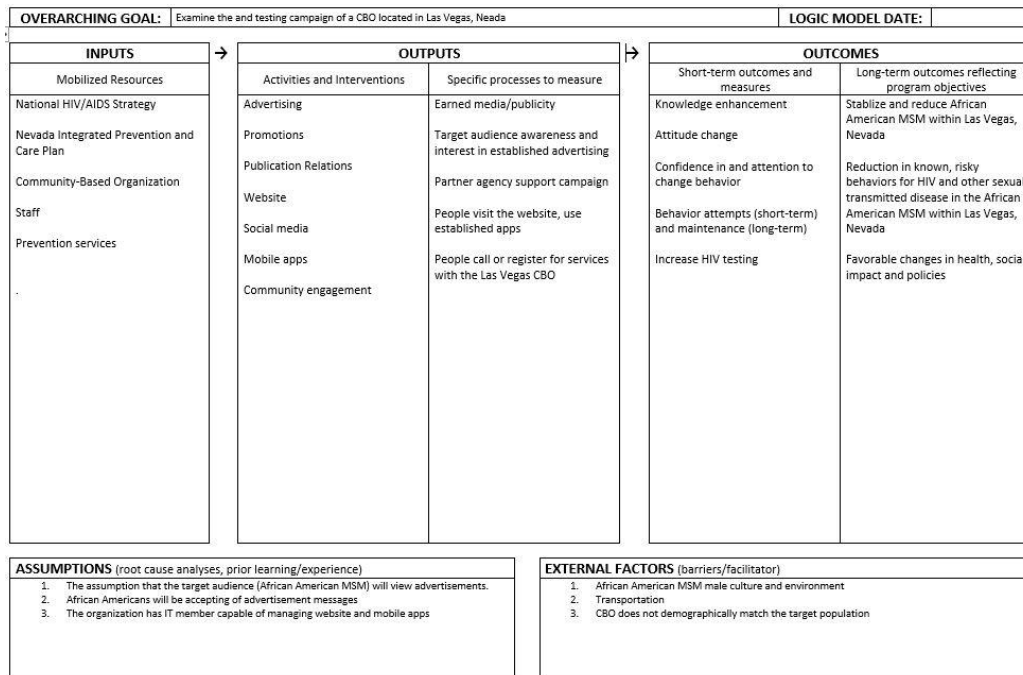 OVERARCHING GOAL: Examine the and testing campaign of a CBO located in Las Vegas, Neada LOGIC MODEL DATE:
INPUTS → OUTPUTS OUTCOMES
Mobilized Resources
National HIV/AIDS Strategy
Nevada Integrated Prevention and
Care Plan
Community-Based Organization
Staff
Prevention services
.
Activities and Interventions
Advertising
Promotions
Publication Relations
Website
Social media
Mobile apps
Community engagement
Specific processes to measure
Earned media/publicity
Target audience awareness and
interest in established advertising
Partner agency support campaign
People visit the website, use
established apps
People call or register for services
with the Las Vegas CBO
Short-term outcomes and
measures
Knowledge enhancement
Attitude change
Confidence in and attention to
change behavior
Behavior attempts (short-term)
and maintenance (long-term)
Increase HIV testing
Long-term outcomes reflecting
program objectives
Stablize and reduce African
American MSM within Las Vegas,
Nevada
Reduction in known, risky
behaviors for HIV and other sexual
transmitted disease in the African
American MSM within Las Vegas,
Nevada
Favorable changes in health, social
impact and policies
ASSUMPTIONS (root cause analyses, prior learning/experience)
1. The assumption that the target audience (African American MSM) will view advertisements.
2. African Americans will be accepting of advertisement messages
3. The organization has IT member capable of managing website and mobile apps
EXTERNAL FACTORS (barriers/facilitator)
1. African American MSM male culture and environment
2. Transportation
3. CBO does not demographically match the target population